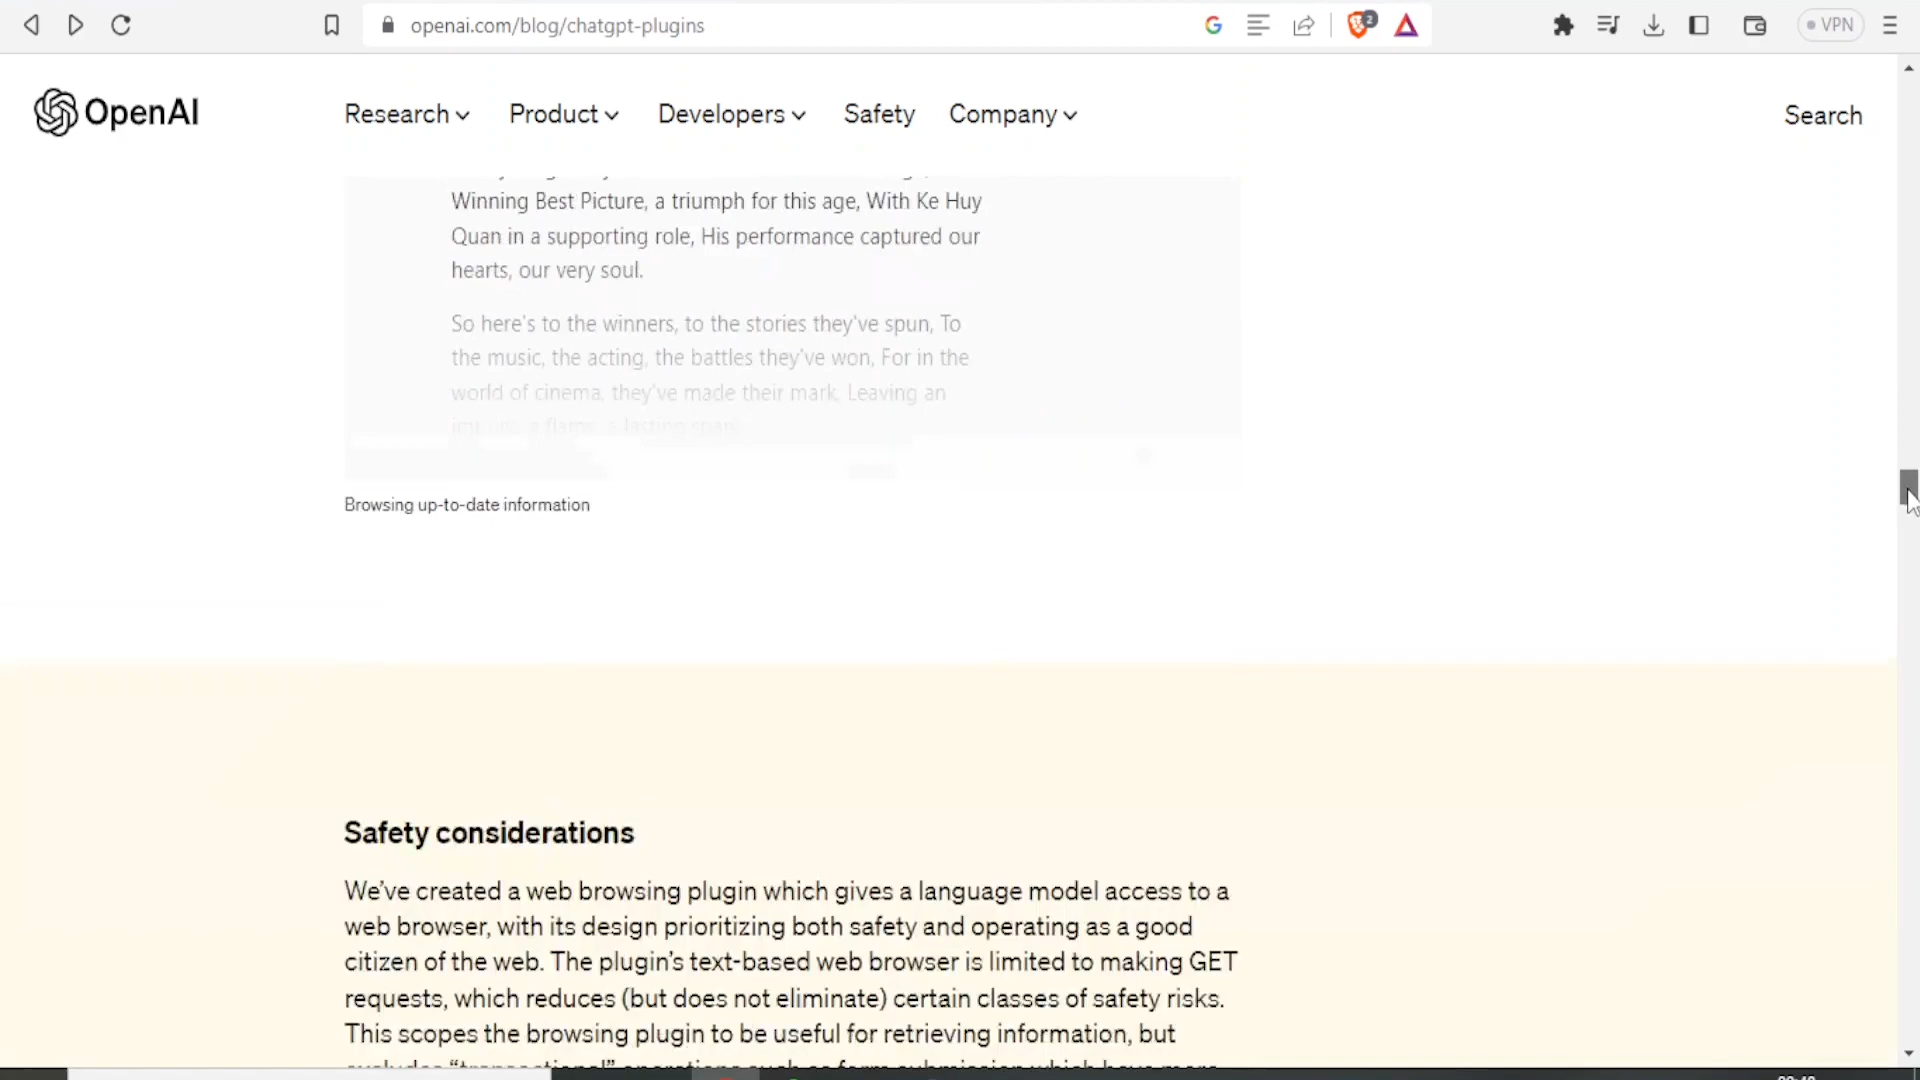 openai.com/blog/chatgpt-plugins
2
VPN
OpenAI
Research
Product
Developers
Safety
Company
Search
Winning Best Picture, a triumph for this age, With Ke Huy
Quan in a supporting role, His performance captured our
hearts, our very soul.
So here's to the winners, to the stories they've spun, To
the music, the acting, the battles they've won, For in the
world of cinema, they've made their mark, Leaving an
Browsing up-to-date information
Safety considerations
We've created a web browsing plugin which gives a language model access to a
web browser, with its design prioritizing both safety and operating as a good
citizen of the web. The plugin's text-based web browser is limited to making GET
requests, which reduces (but does not eliminate) certain classes of safety risks.
This scopes the browsing plugin to be useful for retrieving information, but